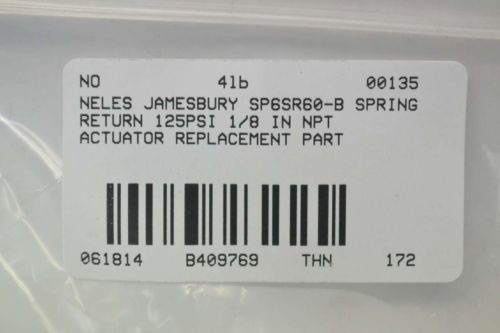 NO 4lb 00135
NELES JAMESBURY SP6SR60-B SPRING
RETURN 125PSI 1/8 IN NPT
ACTUATOR REPLACEMENT PART
061814 B409769 THN 172